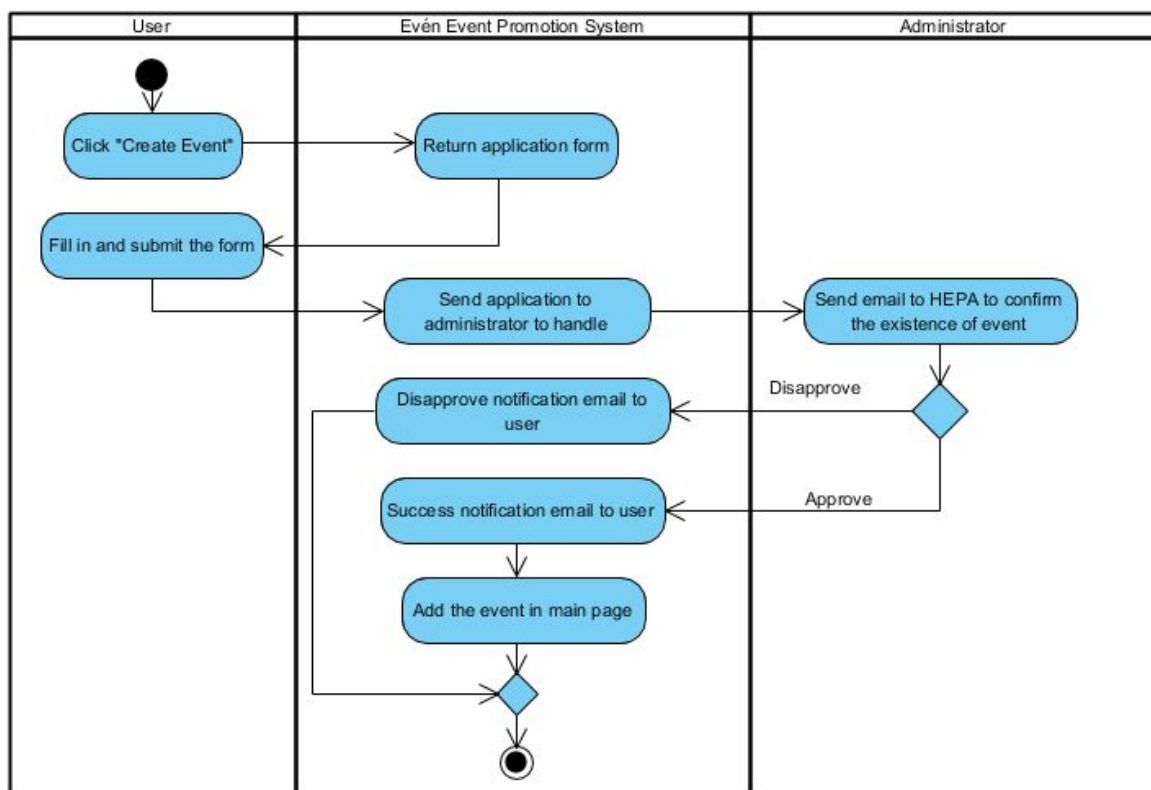 User
Evén Event Promotion System
Administrator
Click "Create Event"
Return application form
Fill in and submit the form
Send application to
administrator to handle
Send email to HEPA to confirm
the existence of event
Disapprove
Disapprove notification email to
user
Approve
Success notification email to user
Add the event in main page